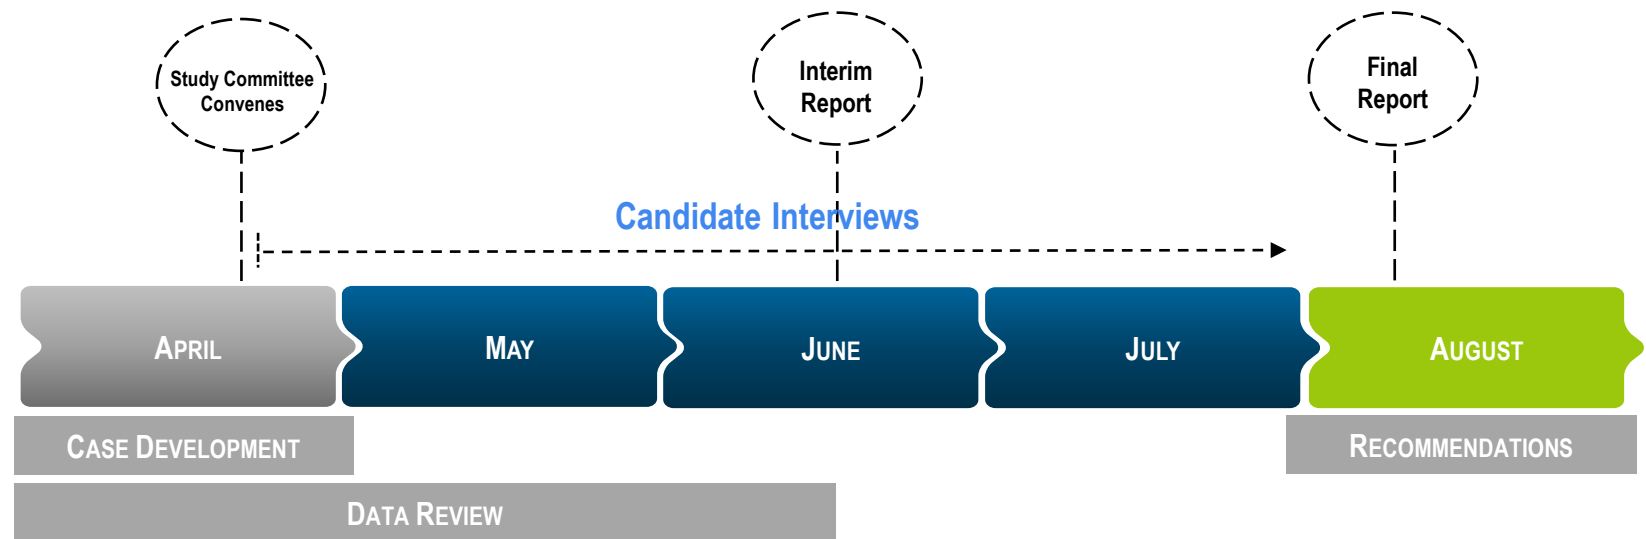 Study Committee
Convenes
Interim
Report
Final
Report
Candidate Interviews
APRIL
MAY
JUNE
JULY
AUGUST
CASE DEVELOPMENT
RECOMMENDATIONS
DATA REVIEW